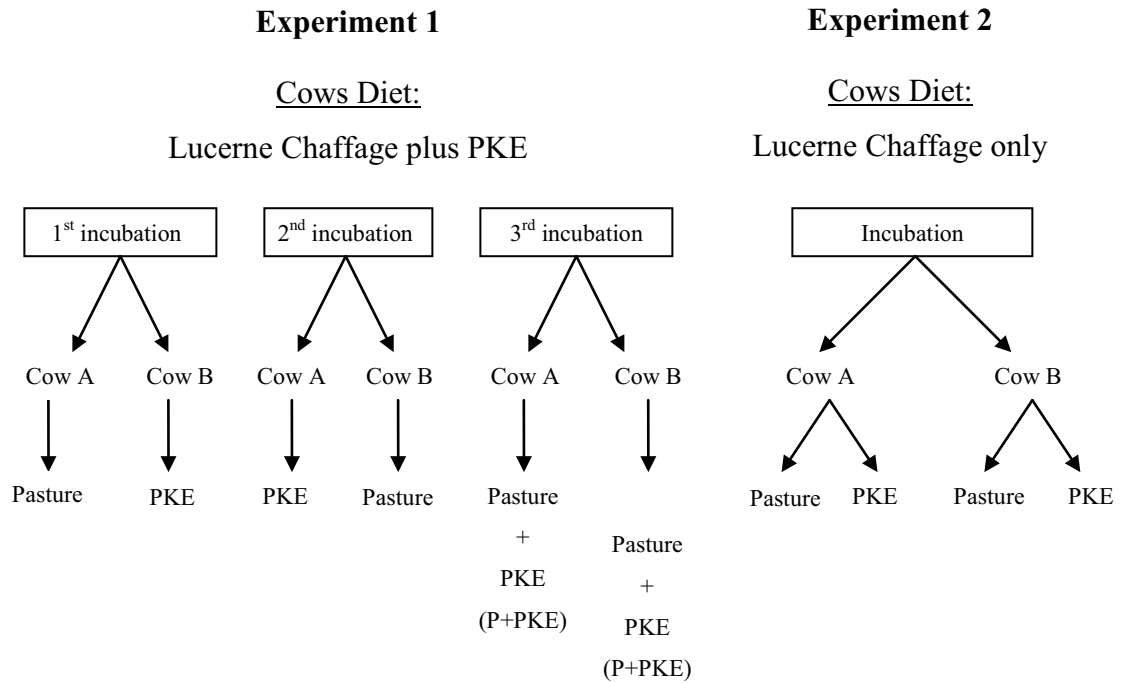 Experiment 1
Cows Diet:
Lucerne Chaffage plus PKE
1st incubation
2nd incubation
3rd incubation
Cow A
Cow B
Cow A
Cow B
Cow A
Cow B
Pasture
PKE
PKE
Pasture
Pasture
+
PKE
(P+PKE)
Pasture
+
PKE
(P+PKE)
Experiment 2
Cows Diet:
Lucerne Chaffage only
Incubation
Cow A
Cow B
Pasture
PKE
Pasture
PKE